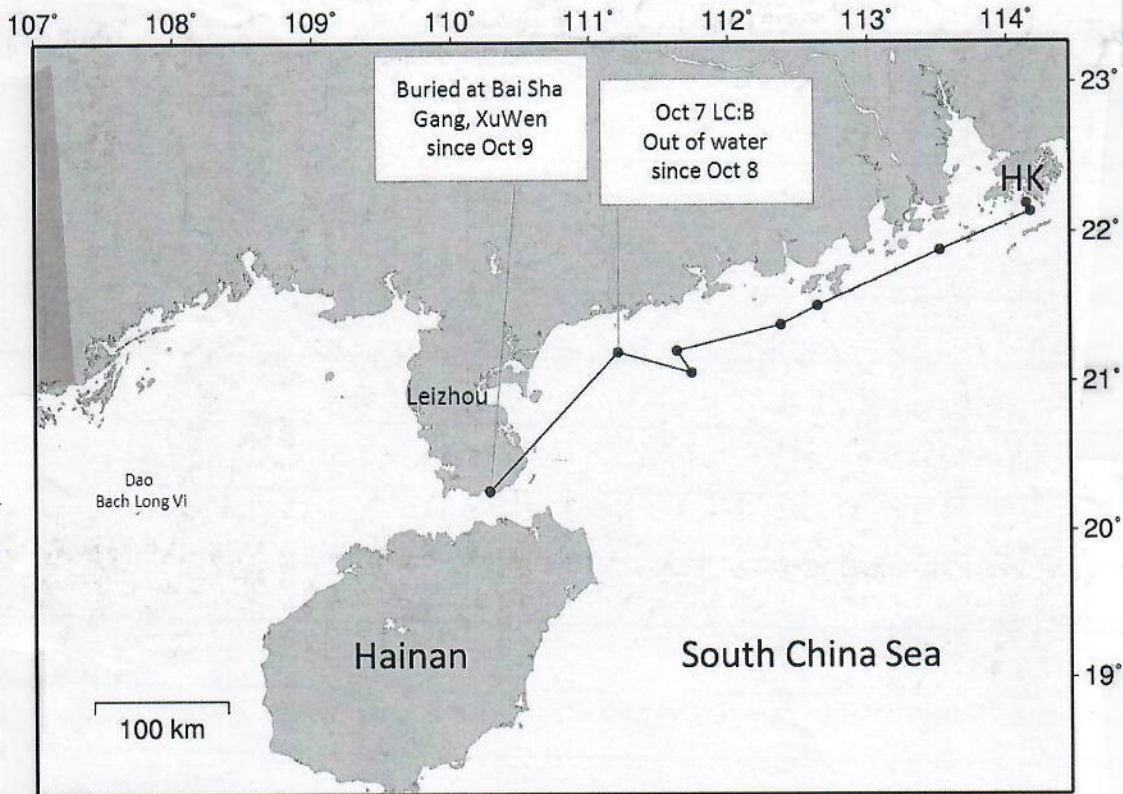 107° 108° 109° 110° 111° 112° 113° 114°
23°
22°
21°
20°
19°
Buried at Bai Sha
Gang, XuWen
since Oct 9
Oct 7 LC:B
Out of water
since Oct 8
HK
Leizhou
Dao
Bach Long Vi
Hainan
South China Sea
100 km